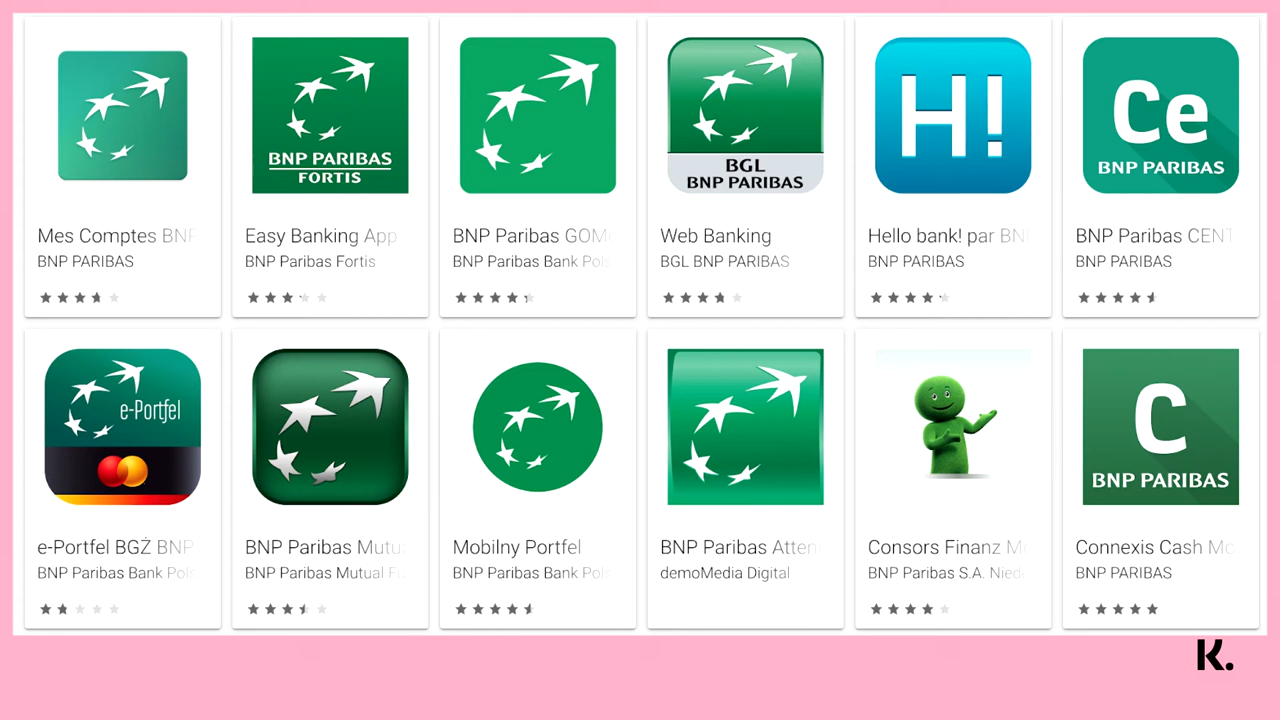 BNP PARIBAS
FORTIS
BGL
BNP PARIBAS
H!
Ce
BNP PARIBAS
Mes Comptes BNP
BNP PARIBAS
Easy Banking App
BNP Paribas Fortis
BNP Paribas GOM
BNP Paribas Bank Pols
Web Banking
BGL BNP PARIBAS
Hello bank! par BN
BNP PARIBAS
BNP Paribas CENT
BNP PARIBAS
e-Portfel
C
BNP PARIBAS
e-Portfel BGŻ BNP
BNP Paribas Bank Pols
BNP Paribas Mutu
BNP Paribas Mutual Fu
Mobilny Portfel
BNP Paribas Bank Pols
BNP Paribas Atten
demoMedia Digital
Consors Finanz Mo
BNP Paribas S.A. Nied
Connexis Cash Mo
BNP PARIBAS
K.